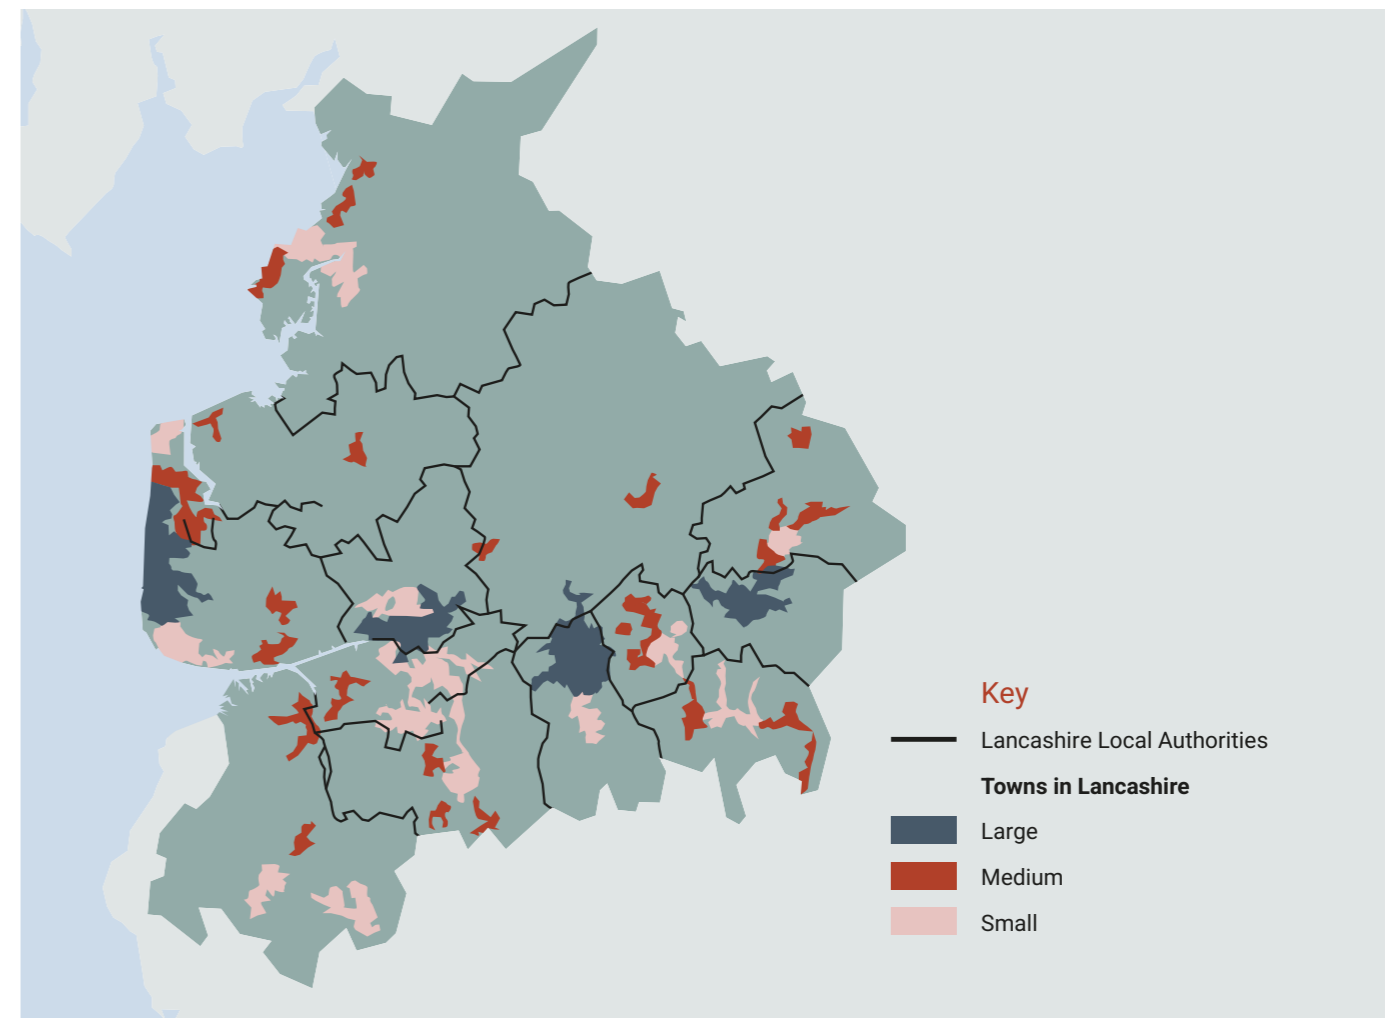 Key
Lancashire Local Authorities
Towns in Lancashire
Large
Medium
Small